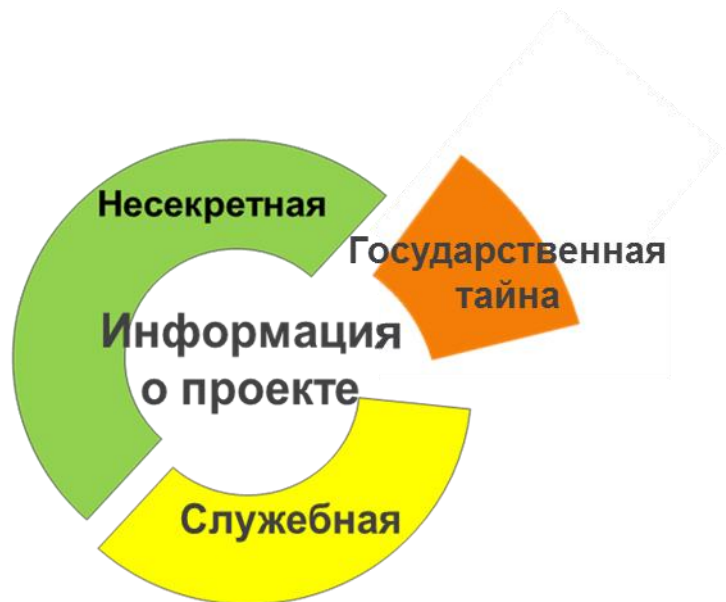 Несекретная
Государственная
тайна
Информация
о проекте
Служебная